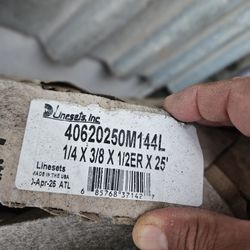 Linesets, Inc
40620250M144L
1/4 X 3/8 X 1/2ER X 25'
Linesets
MADE IN THE USA
-Apr-25 ATL
6 85768 37142 7